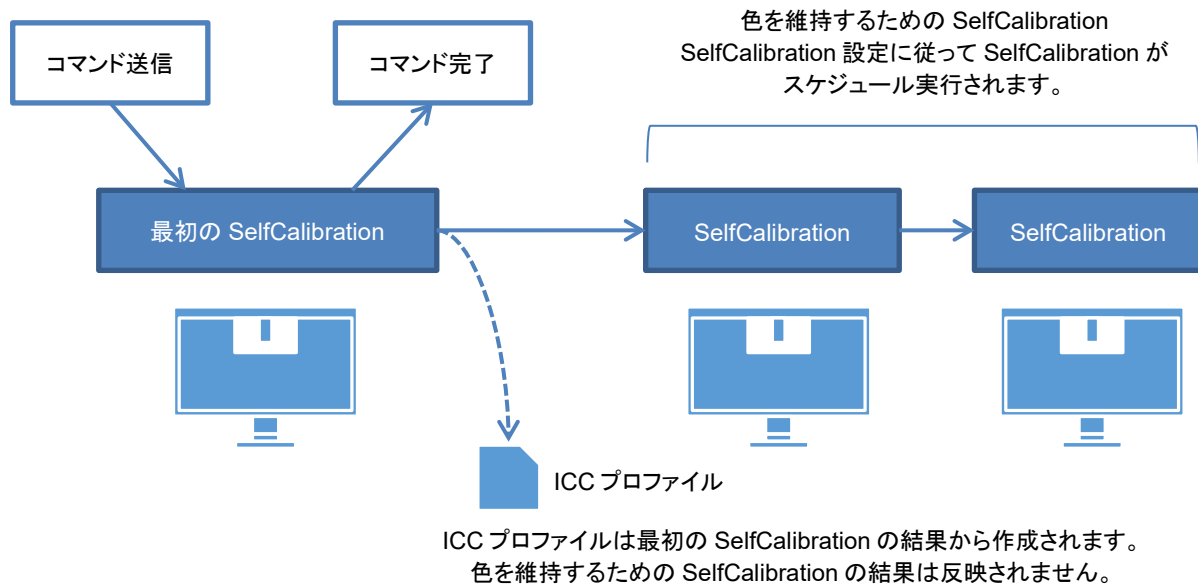 コマンド送信
コマンド完了
色を維持するための SelfCalibration
SelfCalibration 設定に従って SelfCalibration が
スケジュール実行されます。
最初の SelfCalibration
SelfCalibration
SelfCalibration
ICC プロファイル
ICC プロファイルは最初の SelfCalibration の結果から作成されます。
色を維持するための SelfCalibration の結果は反映されません。